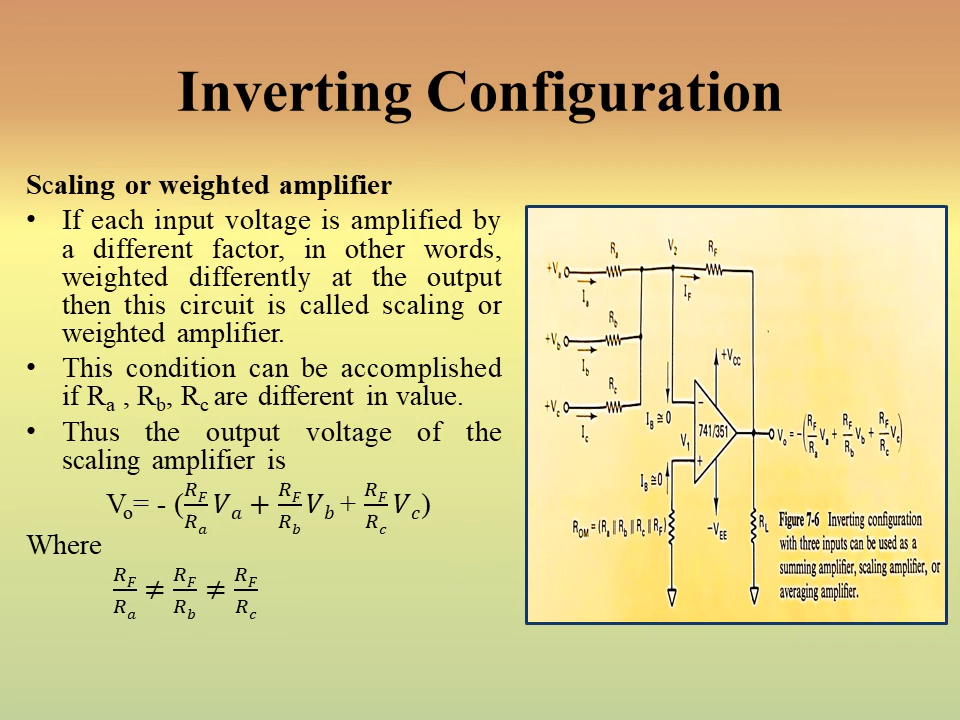 Inverting Configuration
Scaling or weighted amplifier
• If each input voltage is amplified by
a different factor, in other words,
weighted differently at the output
then this circuit is called scaling or
weighted amplifier.
• This condition can be accomplished
if Ra , Rb, Rc are different in value.
• Thus the output voltage of the
scaling amplifier is
Vo= - (RF/Ra Va + RF/Rb Vb + RF/Rc Vc)
Where
RF/Ra ≠ RF/Rb ≠ RF/Rc
Ra V2 RF
+Va
Ia IF
Rb
+Vb
Ib
+VCC
Rc
+Vc
Ic
IB ≅ 0
−
V1 741/351 Vo = -(RF/Ra Va + RF/Rb Vb + RF/Rc Vc)
+
IB ≅ 0
-VEE
ROM = (Ra || Rb || Rc || RF)
RL
Figure 7-6 Inverting configuration
with three inputs can be used as a
summing amplifier, scaling amplifier, or
averaging amplifier.